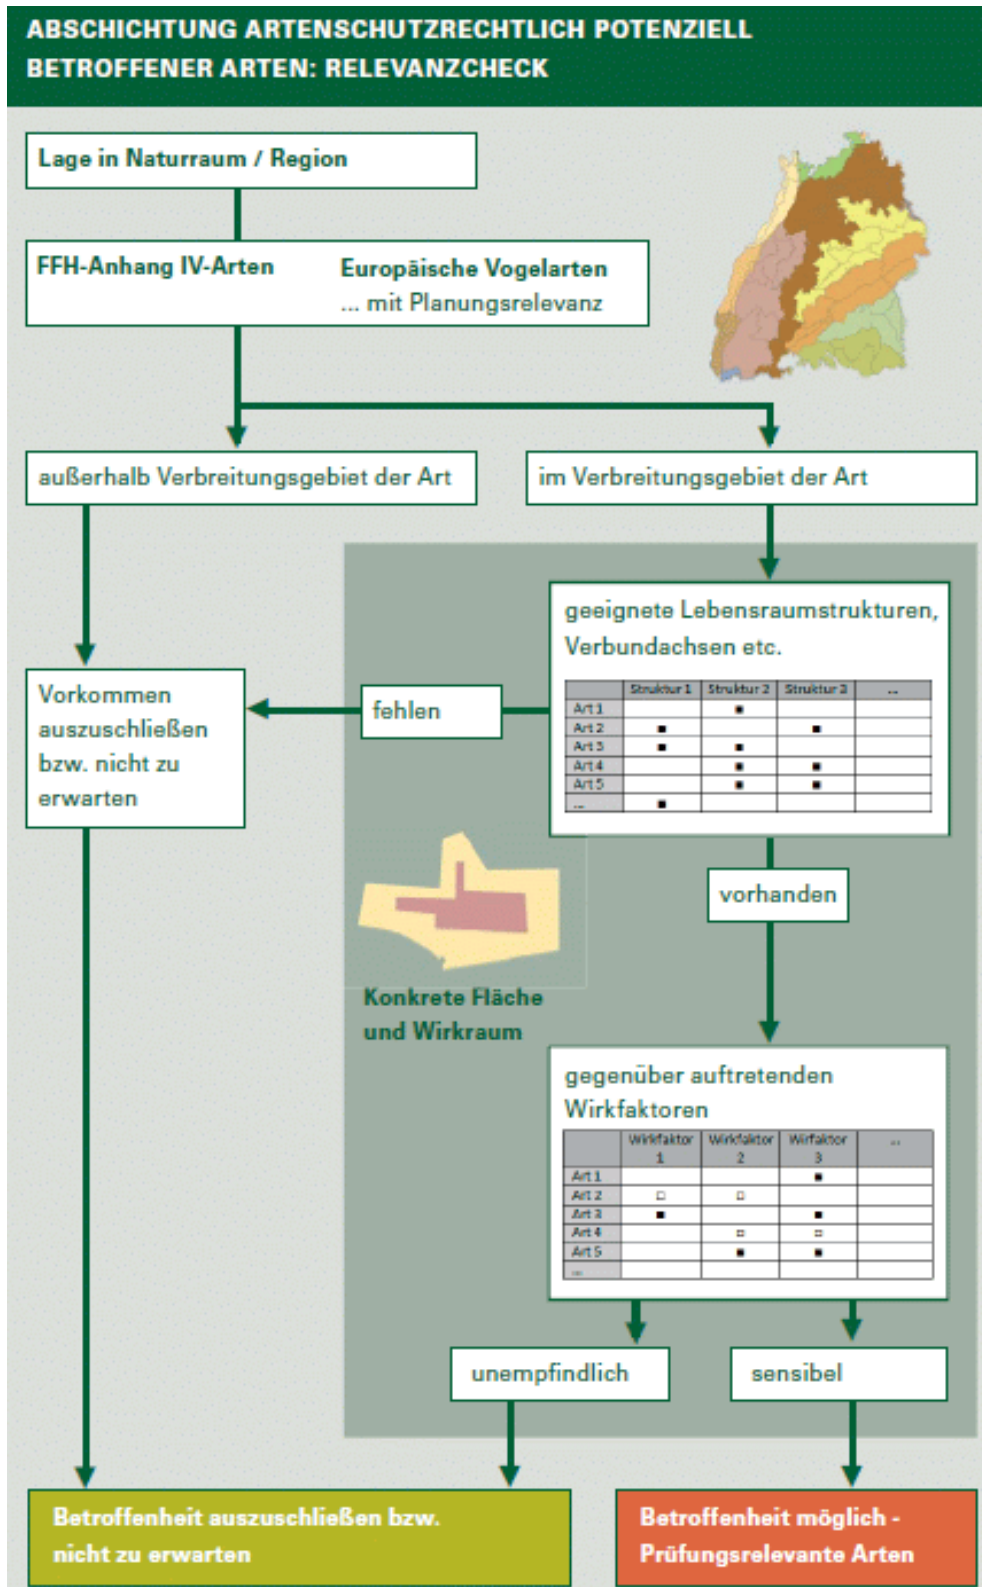 ABSCHICHTUNG ARTENSCHUTZRECHTLICH POTENZIELL
BETROFFENER ARTEN: RELEVANZCHECK
Lage in Naturraum / Region
FFH-Anhang IV-Arten
Europäische Vogelarten
... mit Planungsrelevanz
außerhalb Verbreitungsgebiet der Art
im Verbreitungsgebiet der Art
geeignete Lebensraumstrukturen,
Verbundachsen etc.
Struktur 1 Struktur 2 Struktur 3 ...
Art 1 ■
Art 2 ■ ■
Art 3 ■ ■
Art 4 ■ ■
Art 5 ■ ■
... ■
fehlen
Vorkommen
auszuschließen
bzw. nicht zu
erwarten
vorhanden
Konkrete Fläche
und Wirkraum
gegenüber auftretenden
Wirkfaktoren
Wirkfaktor Wirkfaktor Wirfaktor ...
1 2 3
Art 1 ■
Art 2 □ □
Art 3 ■ ■
Art 4 □ □
Art 5 ■ ■
...
unempfindlich
sensibel
Betroffenheit auszuschließen bzw.
nicht zu erwarten
Betroffenheit möglich -
Prüfungsrelevante Arten